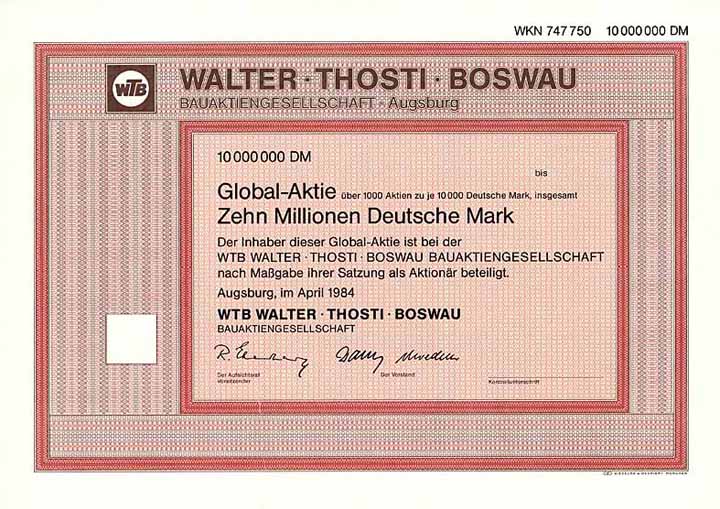 WKN 747 750 10 000 000 DM
WTB
WALTER · THOSTI · BOSWAU
BAUAKTIENGESELLSCHAFT · Augsburg
10 000 000 DM
bis
Global-Aktie über 1000 Aktien zu je 10 000 Deutsche Mark, insgesamt
Zehn Millionen Deutsche Mark
Der Inhaber dieser Global-Aktie ist bei der
WTB WALTER · THOSTI · BOSWAU BAUAKTIENGESELLSCHAFT
nach Maßgabe ihrer Satzung als Aktionär beteiligt.
Augsburg, im April 1984
WTB WALTER · THOSTI · BOSWAU
BAUAKTIENGESELLSCHAFT
Der Aufsichtsrat
Vorsitzender
Der Vorstand
Kontrollunterschrift